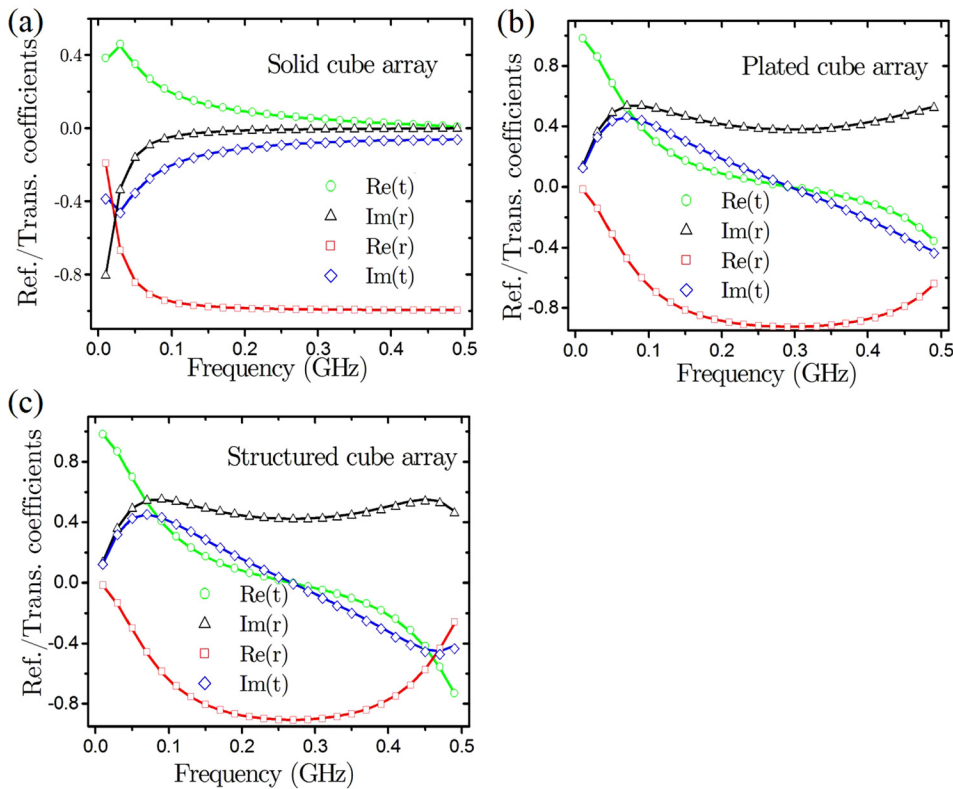 (a)
Ref./Trans. coefficients
0.4
0.0
-0.4
-0.8
Solid cube array
Re(t)
Im(r)
Re(r)
Im(t)
0.0 0.1 0.2 0.3 0.4 0.5
Frequency (GHz)
(b)
Ref./Trans. coefficients
0.8
0.4
0.0
-0.4
-0.8
Plated cube array
Re(t)
Im(r)
Re(r)
Im(t)
0.0 0.1 0.2 0.3 0.4 0.5
Frequency (GHz)
(c)
Ref./Trans. coefficients
0.8
0.4
0.0
-0.4
-0.8
Structured cube array
Re(t)
Im(r)
Re(r)
Im(t)
0.0 0.1 0.2 0.3 0.4 0.5
Frequency (GHz)